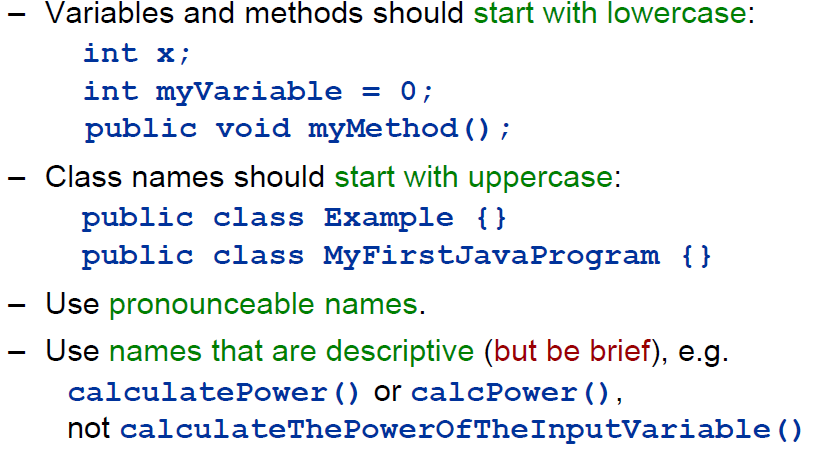 – Variables and methods should start with lowercase:
int x;
int myVariable = 0;
public void myMethod();
– Class names should start with uppercase:
public class Example {}
public class MyFirstJavaProgram {}
– Use pronounceable names.
– Use names that are descriptive (but be brief), e.g.
calculatePower() or calcPower(),
not calculateThePowerOfTheInputVariable()